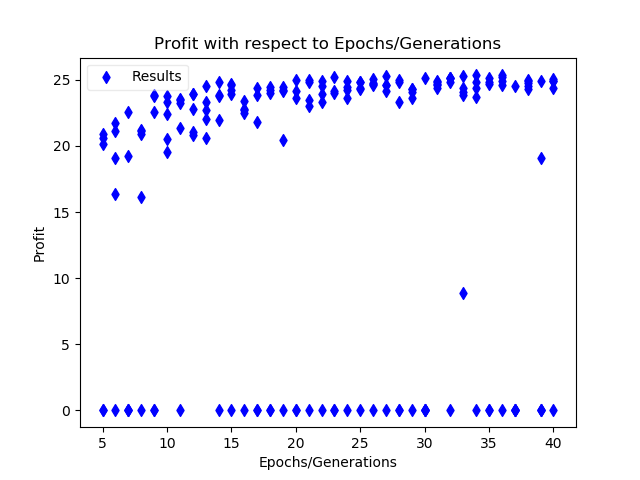 Profit with respect to Epochs/Generations
Results
25
20
15
10
5
0
Profit
5 10 15 20 25 30 35 40
Epochs/Generations